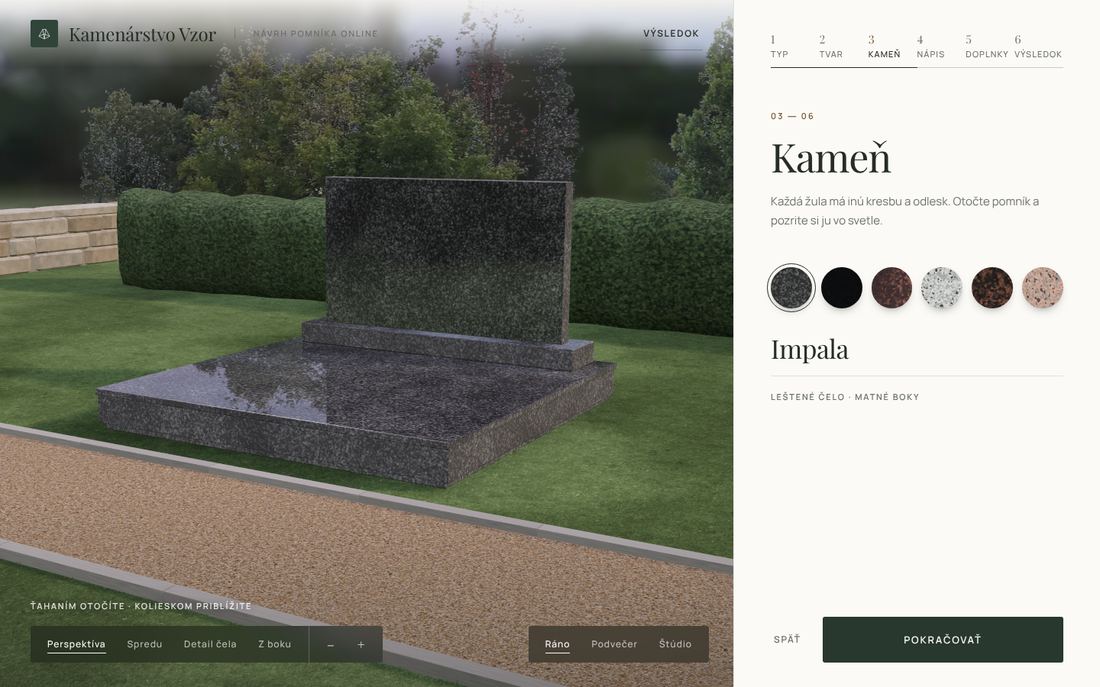 Kamenárstvo Vzor
NÁVRH POMNÍKA ONLINE
VÝSLEDOK
1 2 3 4 5 6
TYP TVAR KAMEŇ NÁPIS DOPLNKY VÝSLEDOK
03 — 06
Kameň
Každá žula má inú kresbu a odlesk. Otočte pomník a
pozrite si ju vo svetle.
Impala
LEŠTENÉ ČELO · MATNÉ BOKY
ŤAHANÍM OTOČÍTE · KOLIESKOM PRIBLÍŽITE
Perspektíva Spredu Detail čela Z boku − +
Ráno Podvečer Štúdio
SPÄŤ POKRAČOVAŤ